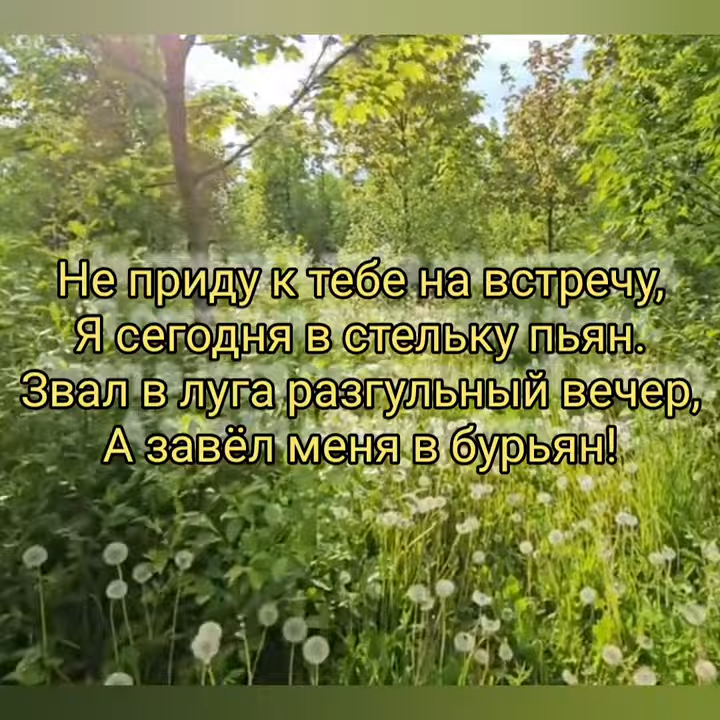 Не приду к тебе на встречу,
Я сегодня в стельку пьян.
Звал в луга разгульный вечер,
А завёл меня в бурьян!